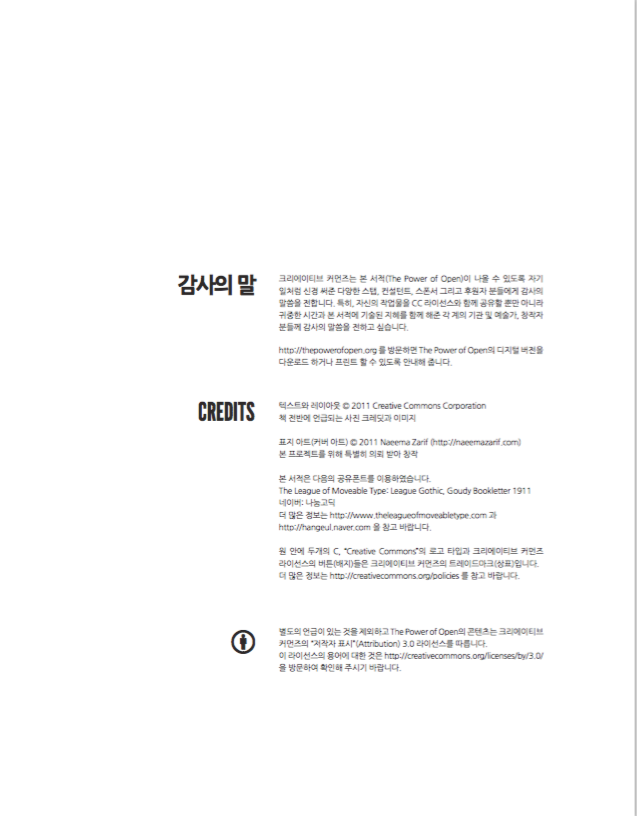 감사의 말
크리에이티브 커먼즈는 본 서적(The Power of Open)이 나올 수 있도록 자기
일처럼 신경 써준 다양한 스탭, 컨설턴트, 스폰서 그리고 후원자 분들에게 감사의
말씀을 전합니다. 특히, 자신의 작업물을 CC 라이선스와 함께 공유할 뿐만 아니라
귀중한 시간과 본 서적에 기술된 지혜를 함께 해준 각 계의 기관 및 예술가, 창작자
분들께 감사의 말씀을 전하고 싶습니다.
http://thepowerofopen.org 를 방문하면 The Power of Open의 디지털 버전을
다운로드 하거나 프린트 할 수 있도록 안내해 줍니다.
CREDITS
텍스트와 레이아웃 © 2011 Creative Commons Corporation
책 전반에 언급되는 사진 크레딧과 이미지
표지 아트(커버 아트) © 2011 Naeema Zarif (http://naeemazarif.com)
본 프로젝트를 위해 특별히 의뢰 받아 창작
본 서적은 다음의 공유폰트를 이용하였습니다.
The League of Moveable Type: League Gothic, Goudy Bookletter 1911
네이버: 나눔고딕
더 많은 정보는 http://www.theleagueofmoveabletype.com 과
http://hangeul.naver.com 을 참고 바랍니다.
원 안에 두개의 C, “Creative Commons”의 로고 타입과 크리에이티브 커먼즈
라이선스의 버튼(배지)들은 크리에이티브 커먼즈의 트레이드마크(상표)입니다.
더 많은 정보는 http://creativecommons.org/policies 를 참고 바랍니다.
별도의 언급이 있는 것을 제외하고 The Power of Open의 콘텐츠는 크리에이티브
커먼즈의 “저작자 표시”(Attribution) 3.0 라이선스를 따릅니다.
이 라이선스의 용어에 대한 것은 http://creativecommons.org/licenses/by/3.0/
을 방문하여 확인해 주시기 바랍니다.